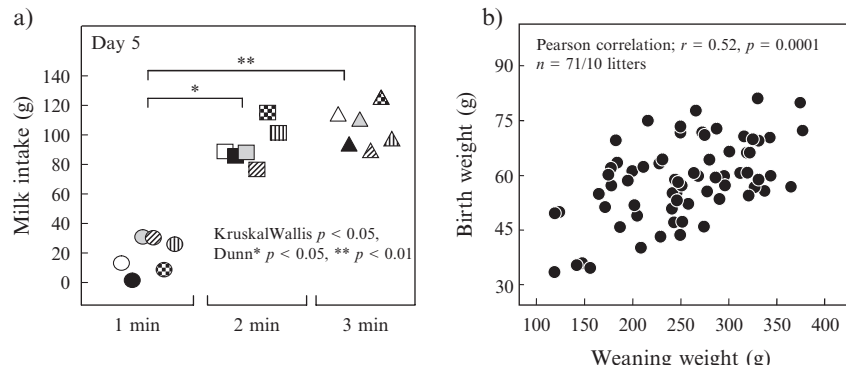 a)
Day 5
**
*
Milk intake (g)
140
120
100
80
60
40
20
0
KruskalWallis p < 0.05,
Dunn* p < 0.05, ** p < 0.01
1 min
2 min
3 min
b)
Pearson correlation; r = 0.52, p = 0.0001
n = 71/10 litters
Birth weight (g)
90
75
60
45
30
100
150
200
250
300
350
400
Weaning weight (g)